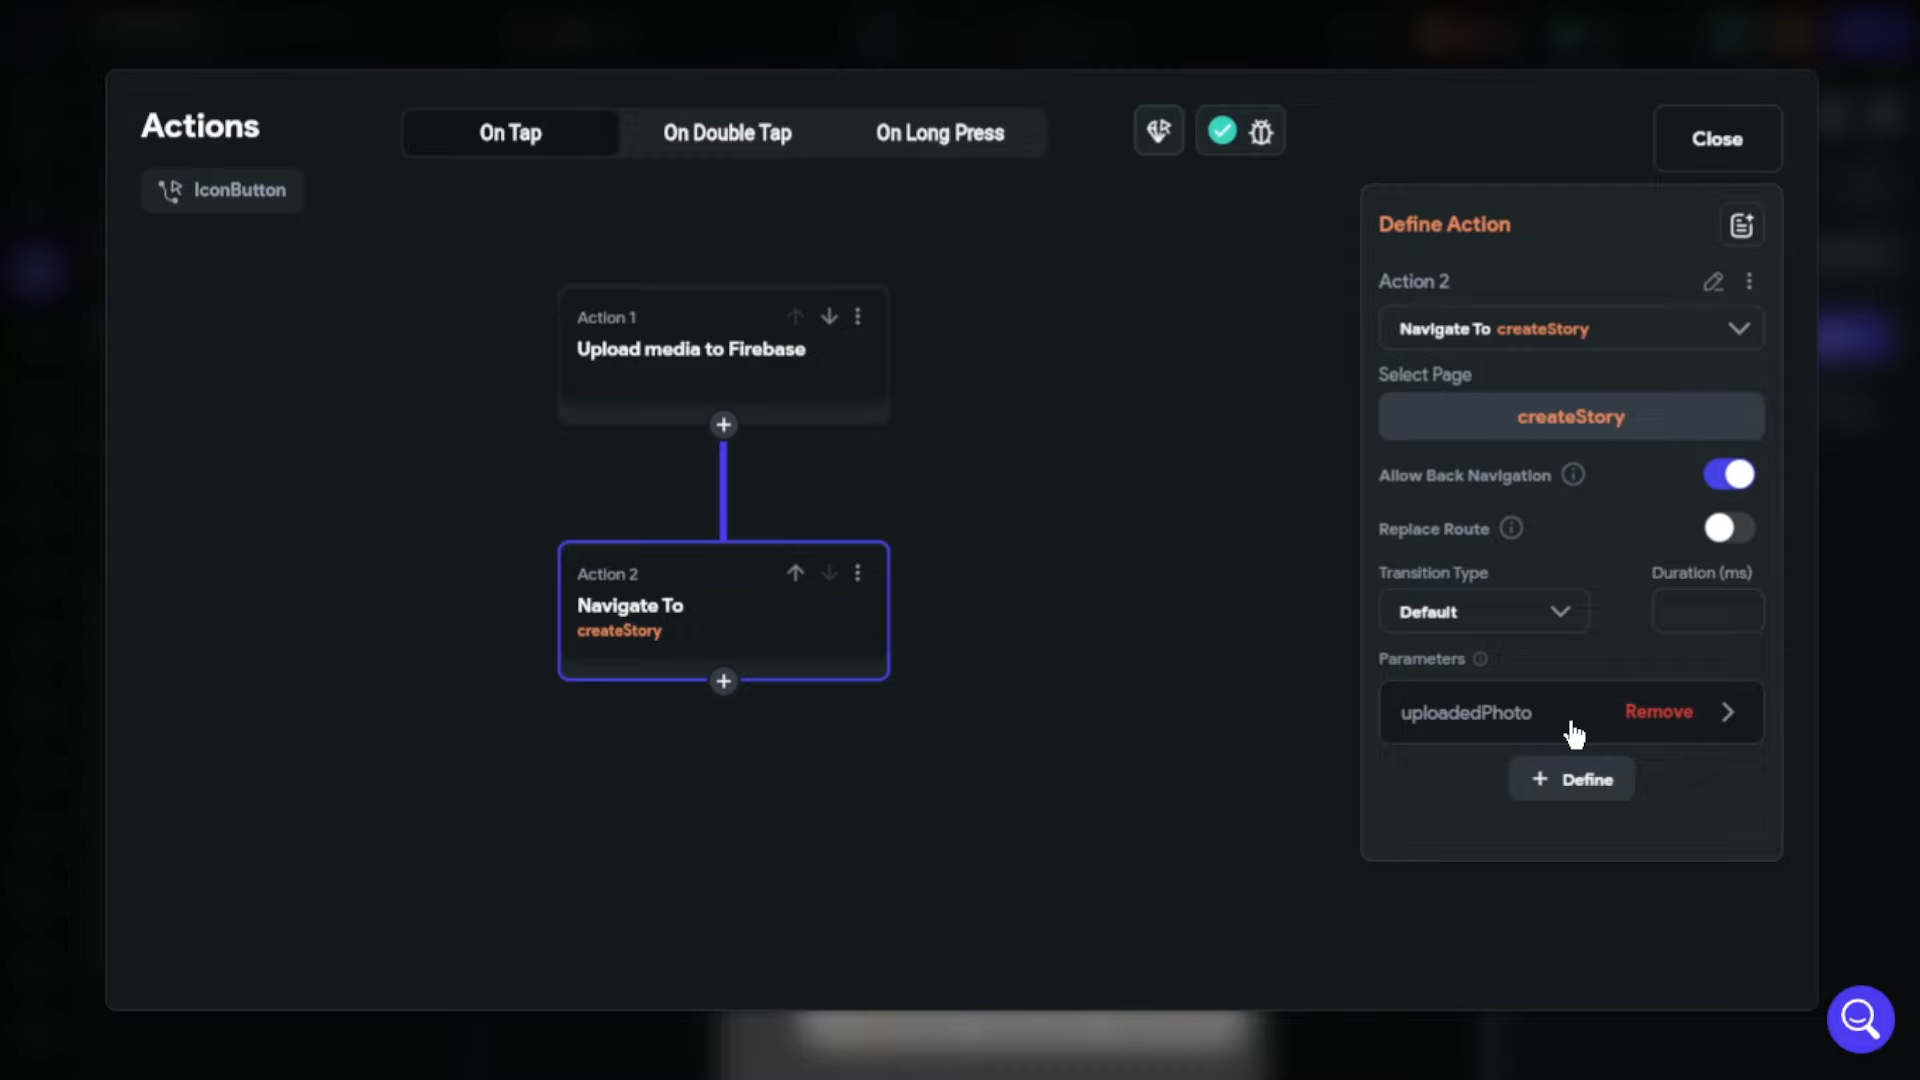 Actions
On Tap
On Double Tap
On Long Press
Close
IconButton
Action 1
Upload media to Firebase
Action 2
Navigate To
createStory
Define Action
Action 2
Navigate To createStory
Select Page
createStory
Allow Back Navigation
Replace Route
Transition Type
Duration (ms)
Default
Parameters
uploadedPhoto
Remove
+ Define